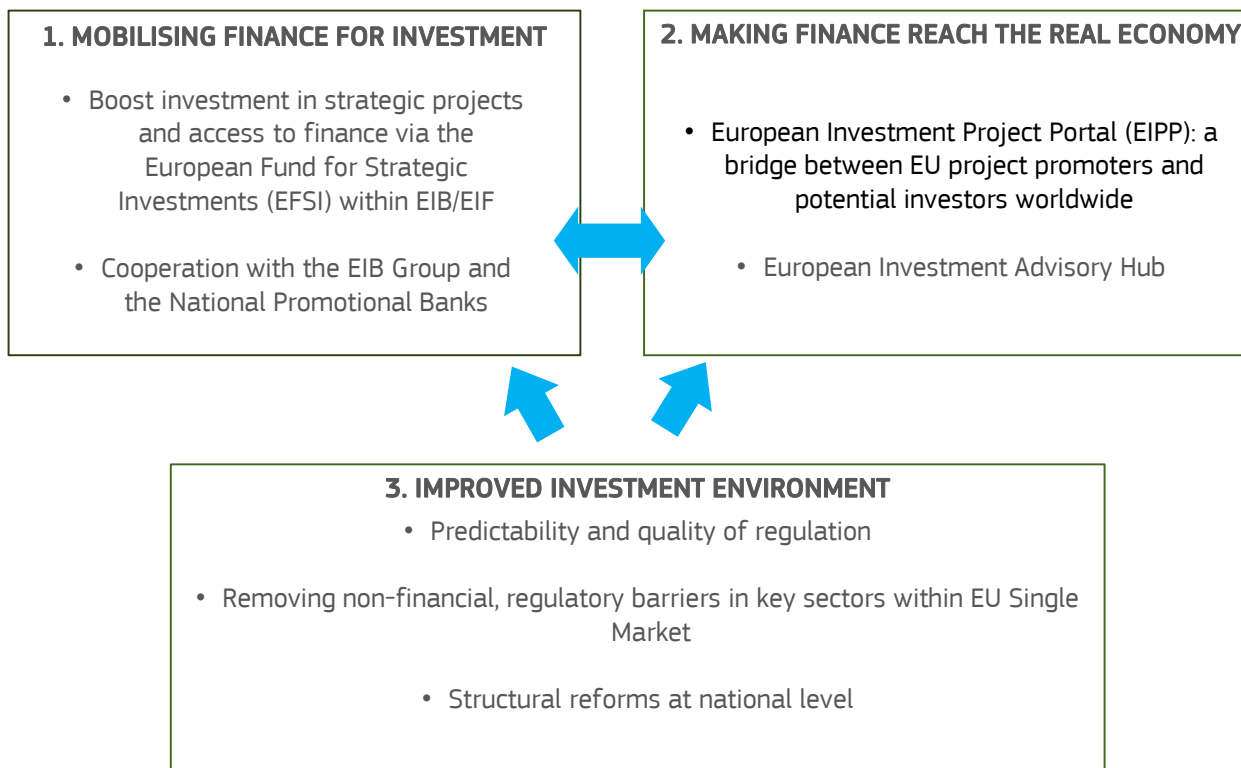 1. MOBILISING FINANCE FOR INVESTMENT
• Boost investment in strategic projects
and access to finance via the
European Fund for Strategic
Investments (EFSI) within EIB/EIF
• Cooperation with the EIB Group and
the National Promotional Banks
2. MAKING FINANCE REACH THE REAL ECONOMY
• European Investment Project Portal (EIPP): a
bridge between EU project promoters and
potential investors worldwide
• European Investment Advisory Hub
3. IMPROVED INVESTMENT ENVIRONMENT
• Predictability and quality of regulation
• Removing non-financial, regulatory barriers in key sectors within EU Single
Market
• Structural reforms at national level